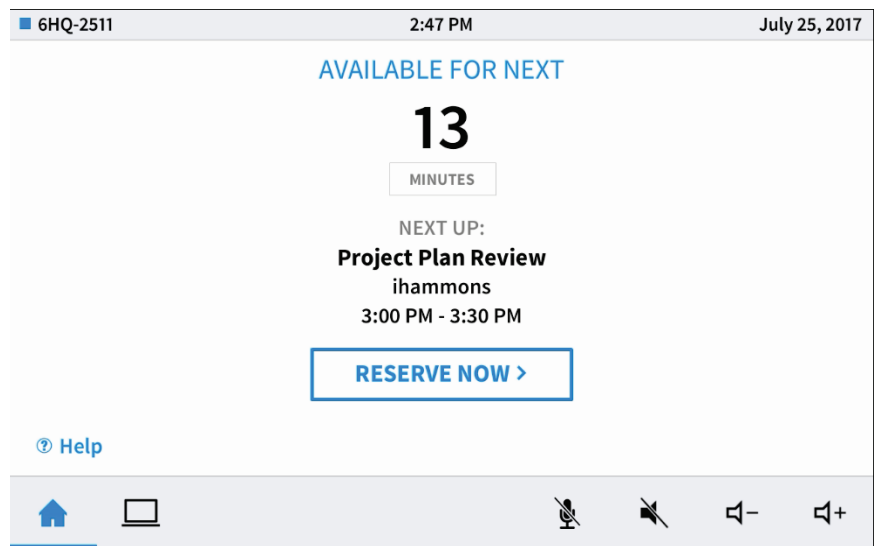 6HQ-2511 2:47 PM July 25, 2017
AVAILABLE FOR NEXT
13
MINUTES
NEXT UP:
Project Plan Review
ihammons
3:00 PM - 3:30 PM
RESERVE NOW >
? Help